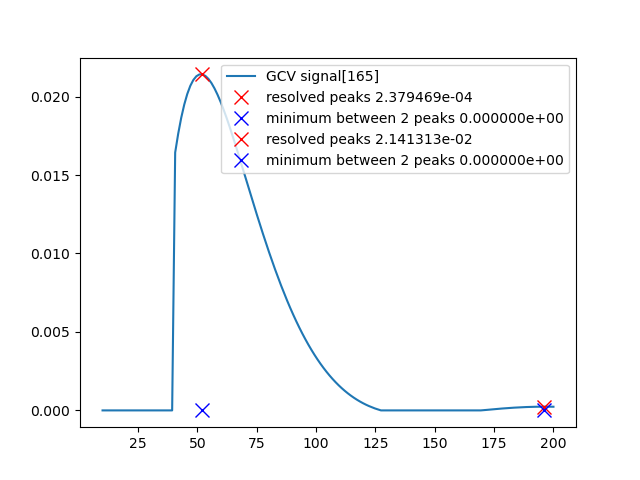 GCV signal[165]
resolved peaks 2.379469e-04
minimum between 2 peaks 0.000000e+00
resolved peaks 2.141313e-02
minimum between 2 peaks 0.000000e+00
0.020
0.015
0.010
0.005
0.000
25 50 75 100 125 150 175 200